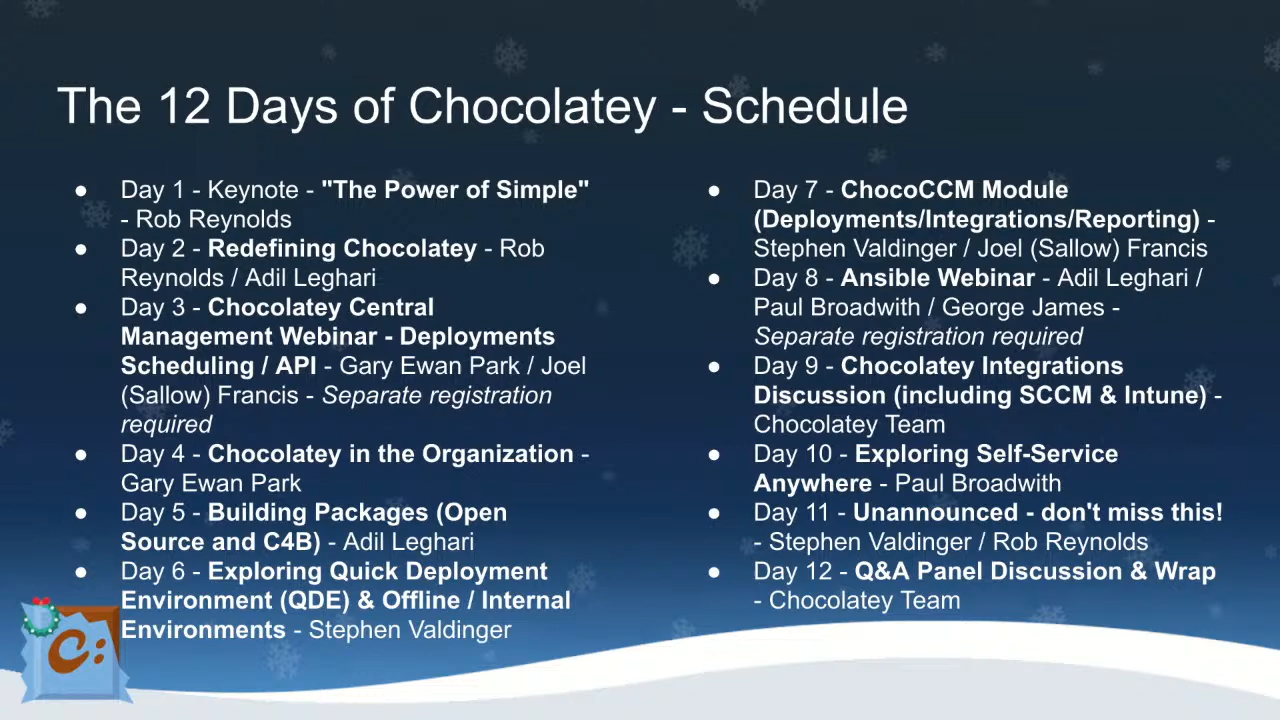 The 12 Days of Chocolatey - Schedule
● Day 1 - Keynote - "The Power of Simple"
- Rob Reynolds
● Day 2 - Redefining Chocolatey - Rob
Reynolds / Adil Leghari
● Day 3 - Chocolatey Central
Management Webinar - Deployments
Scheduling / API - Gary Ewan Park / Joel
(Sallow) Francis - Separate registration
required
● Day 4 - Chocolatey in the Organization -
Gary Ewan Park
● Day 5 - Building Packages (Open
Source and C4B) - Adil Leghari
● Day 6 - Exploring Quick Deployment
Environment (QDE) & Offline / Internal
Environments - Stephen Valdinger
● Day 7 - ChocoCCM Module
(Deployments/Integrations/Reporting) -
Stephen Valdinger / Joel (Sallow) Francis
● Day 8 - Ansible Webinar - Adil Leghari /
Paul Broadwith / George James -
Separate registration required
● Day 9 - Chocolatey Integrations
Discussion (including SCCM & Intune) -
Chocolatey Team
● Day 10 - Exploring Self-Service
Anywhere - Paul Broadwith
● Day 11 - Unannounced - don't miss this!
- Stephen Valdinger / Rob Reynolds
● Day 12 - Q&A Panel Discussion & Wrap
- Chocolatey Team
C: